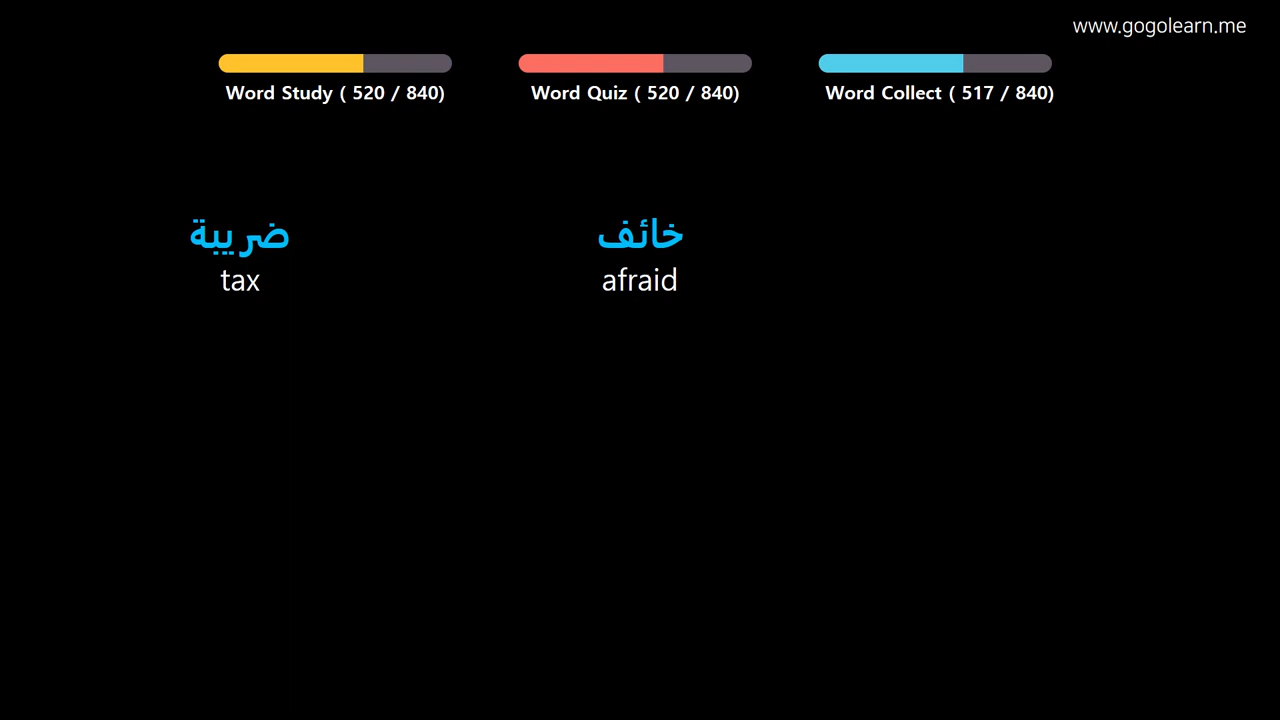 www.gogolearn.me
Word Study ( 520 / 840)
Word Quiz ( 520 / 840)
Word Collect ( 517 / 840)
ضريبة
tax
خائف
afraid